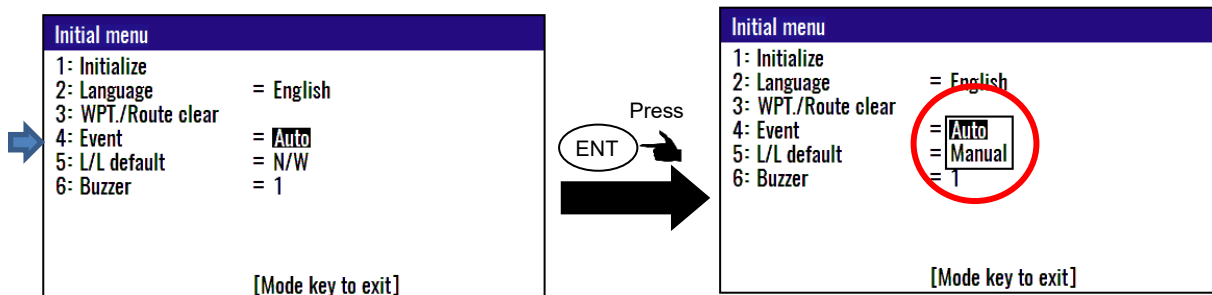 Initial menu
1: Initialize
2: Language = English
3: WPT./Route clear
4: Event = Auto
5: L/L default = N/W
6: Buzzer = 1
[Mode key to exit]
Press
ENT
Initial menu
1: Initialize
2: Language = English
3: WPT./Route clear
4: Event = Auto
5: L/L default = Manual
6: Buzzer = 1
[Mode key to exit]